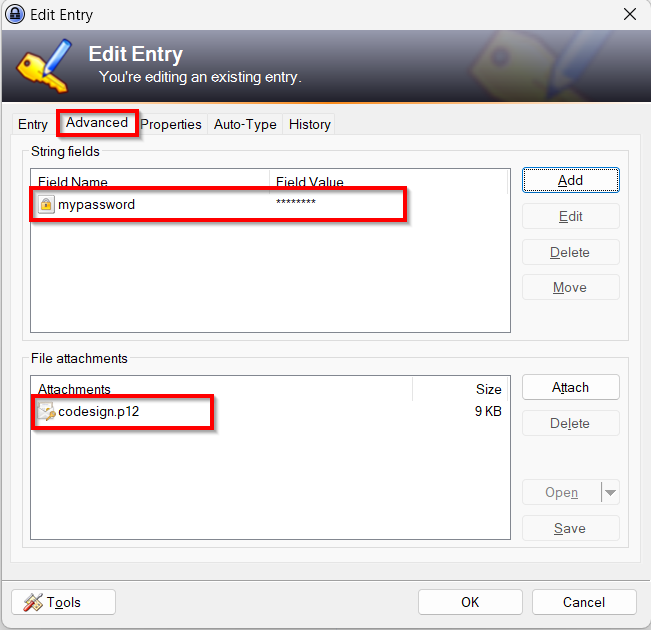 Edit Entry
Edit Entry
You're editing an existing entry.
Entry Advanced Properties Auto-Type History
String fields
Field Name Field Value
mypassword ********
Add
Edit
Delete
Move
File attachments
Attachments Size
codesign.p12 9 KB
Attach
Delete
Open
Save
Tools OK Cancel